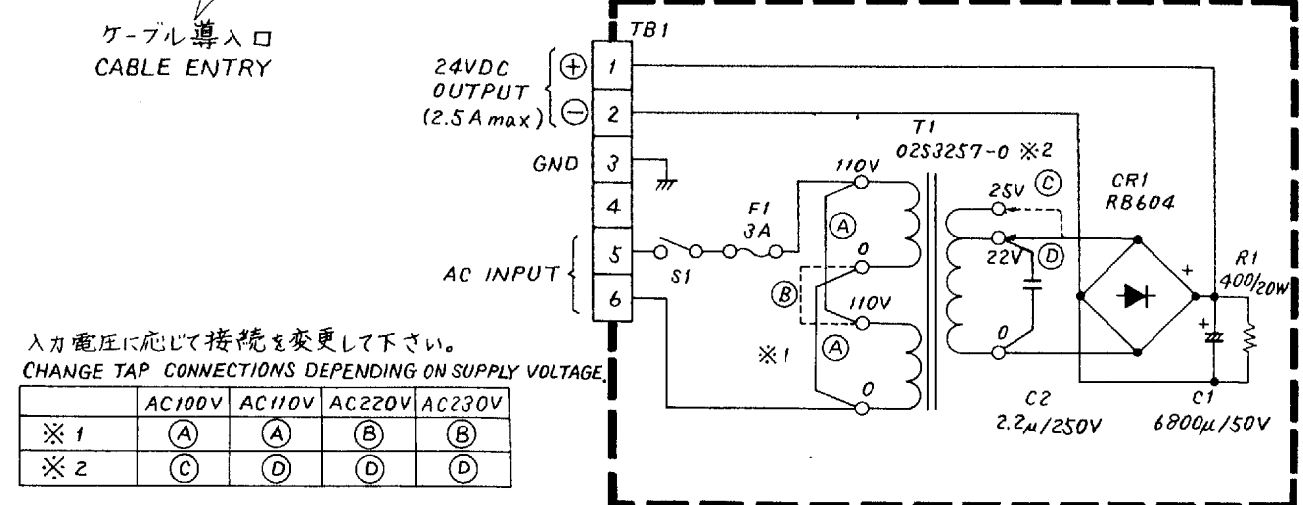 ケーブル導入口
CABLE ENTRY
TB1
24VDC
OUTPUT
(2.5A max)
⊕
⊖
GND
AC INPUT
1
2
3
4
5
6
S1
F1
3A
T1
02S3257-0 ※2
110V
0
110V
0
Ⓐ
Ⓑ
Ⓐ
※1
25V
Ⓒ
22V
Ⓓ
0
CR1
RB604
+
+
R1
400/20W
C2
2.2μ/250V
C1
6800μ/50V
入力電圧に応じて接続を変更して下さい。
CHANGE TAP CONNECTIONS DEPENDING ON SUPPLY VOLTAGE.
AC100V AC110V AC220V AC230V
※1 Ⓐ Ⓐ Ⓑ Ⓑ
※2 Ⓒ Ⓓ Ⓓ Ⓓ